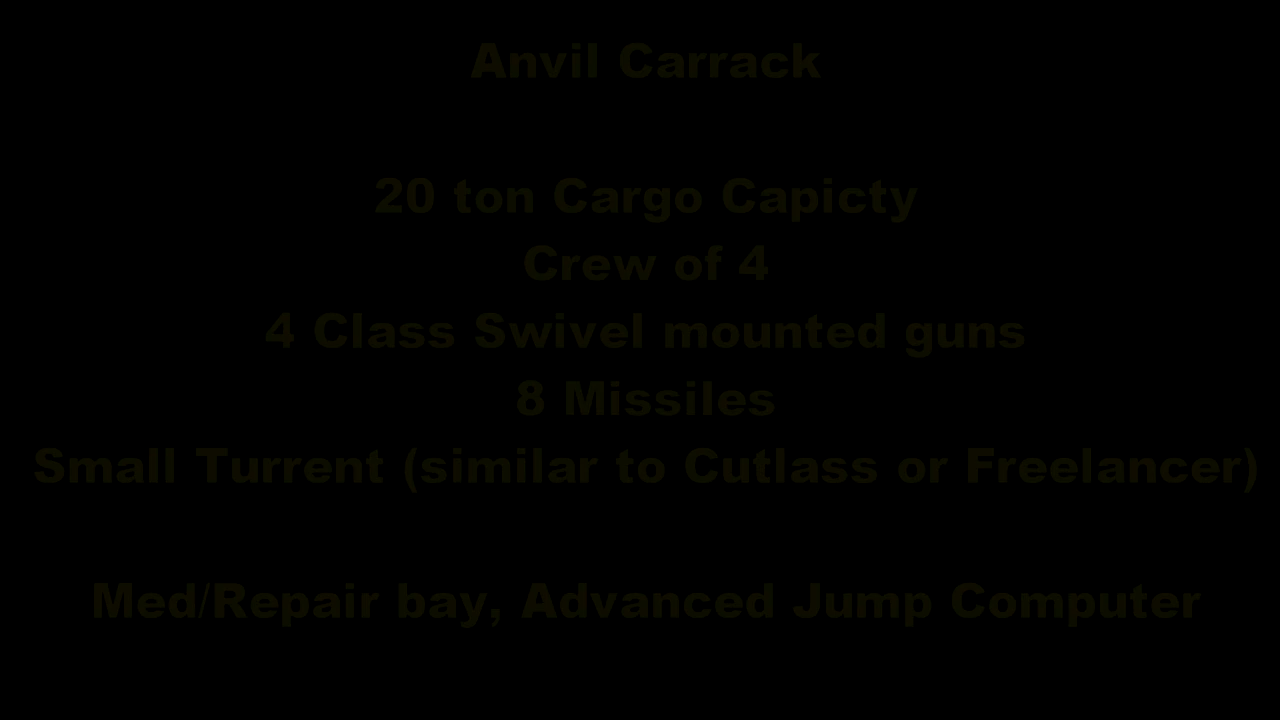 Anvil Carrack
20 ton Cargo Capicty
Crew of 4
4 Class Swivel mounted guns
8 Missiles
Small Turrent (similar to Cutlass or Freelancer)
Med/Repair bay, Advanced Jump Computer